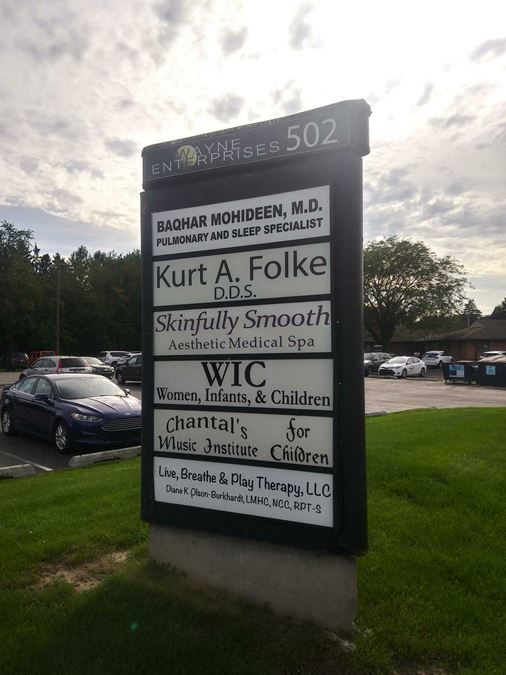 WAYNE
ENTERPRISES 502
BAQHAR MOHIDEEN, M.D.
PULMONARY AND SLEEP SPECIALIST
Kurt A. Folke
D.D.S.
Skinfully Smooth
Aesthetic Medical Spa
WIC
Women, Infants, & Children
Chantal's for
Music Institute Children
Live, Breathe & Play Therapy, LLC
Diane K Olson-Burkhardt, LMHC, NCC, RPT-S